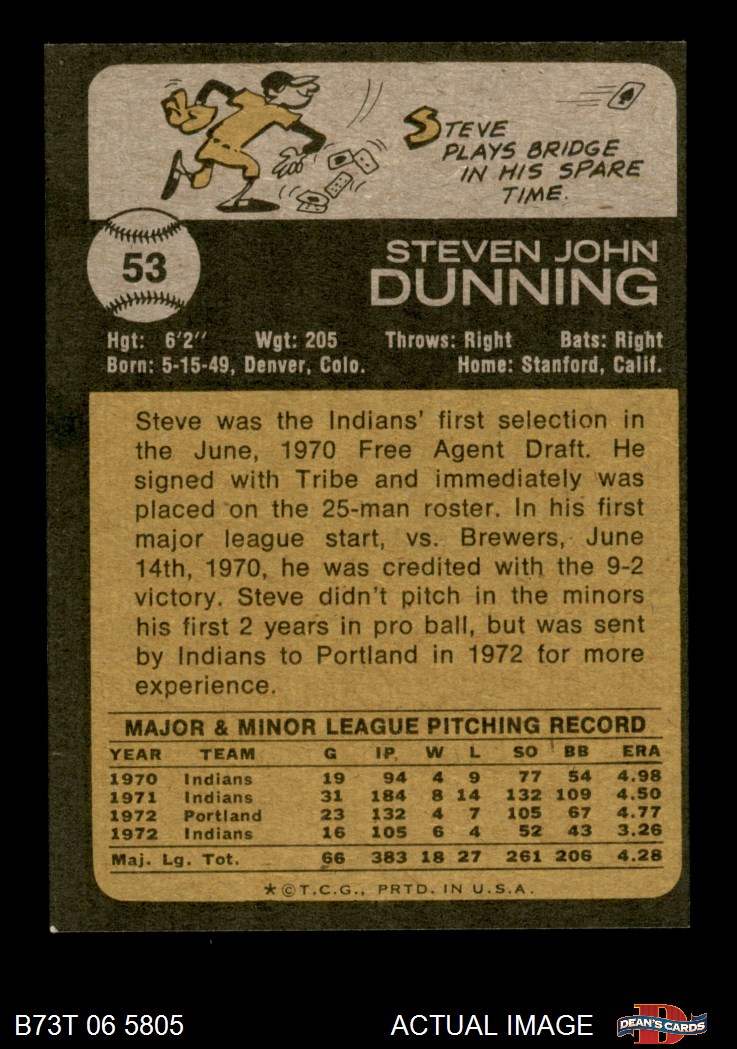 STEVE
PLAYS BRIDGE
IN HIS SPARE
TIME.
53
STEVEN JOHN
DUNNING
Hgt: 6'2'' Wgt: 205 Throws: Right Bats: Right
Born: 5-15-49, Denver, Colo. Home: Stanford, Calif.
Steve was the Indians' first selection in
the June, 1970 Free Agent Draft. He
signed with Tribe and immediately was
placed on the 25-man roster. In his first
major league start, vs. Brewers, June
14th, 1970, he was credited with the 9-2
victory. Steve didn't pitch in the minors
his first 2 years in pro ball, but was sent
by Indians to Portland in 1972 for more
experience.
MAJOR & MINOR LEAGUE PITCHING RECORD
YEAR TEAM G IP. W L SO BB ERA
1970 Indians 19 94 4 9 77 54 4.98
1971 Indians 31 184 8 14 132 109 4.50
1972 Portland 23 132 4 7 105 67 4.77
1972 Indians 16 105 6 4 52 43 3.26
Maj. Lg. Tot. 66 383 18 27 261 206 4.28
*©T.C.G., PRTD. IN U.S.A.
B73T 06 5805 ACTUAL IMAGE D DEAN'S CARDS